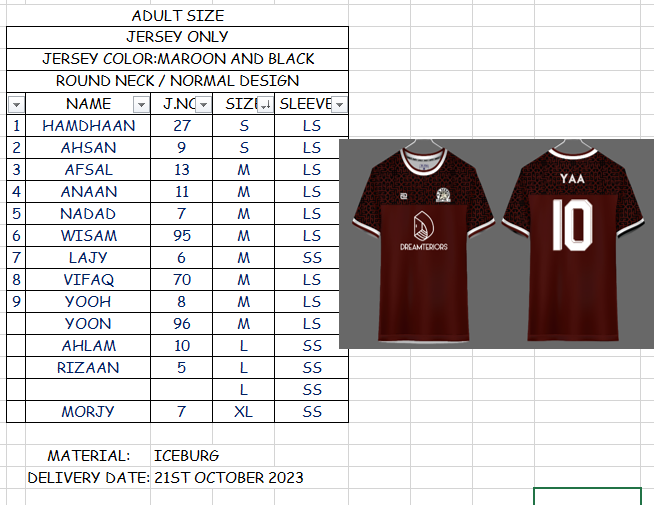 ADULT SIZE
JERSEY ONLY
JERSEY COLOR:MAROON AND BLACK
ROUND NECK / NORMAL DESIGN
NAME J.NO SIZE SLEEVE
1 HAMDHAAN 27 S LS
2 AHSAN 9 S LS
3 AFSAL 13 M LS
4 ANAAN 11 M LS
5 NADAD 7 M LS
6 WISAM 95 M LS
7 LAJY 6 M SS
8 VIFAQ 70 M LS
9 YOOH 8 M LS
YOON 96 M LS
AHLAM 10 L SS
RIZAAN 5 L SS
L SS
MORJY 7 XL SS
MATERIAL: ICEBURG
DELIVERY DATE: 21ST OCTOBER 2023
DREAMTERIORS
YAA
10